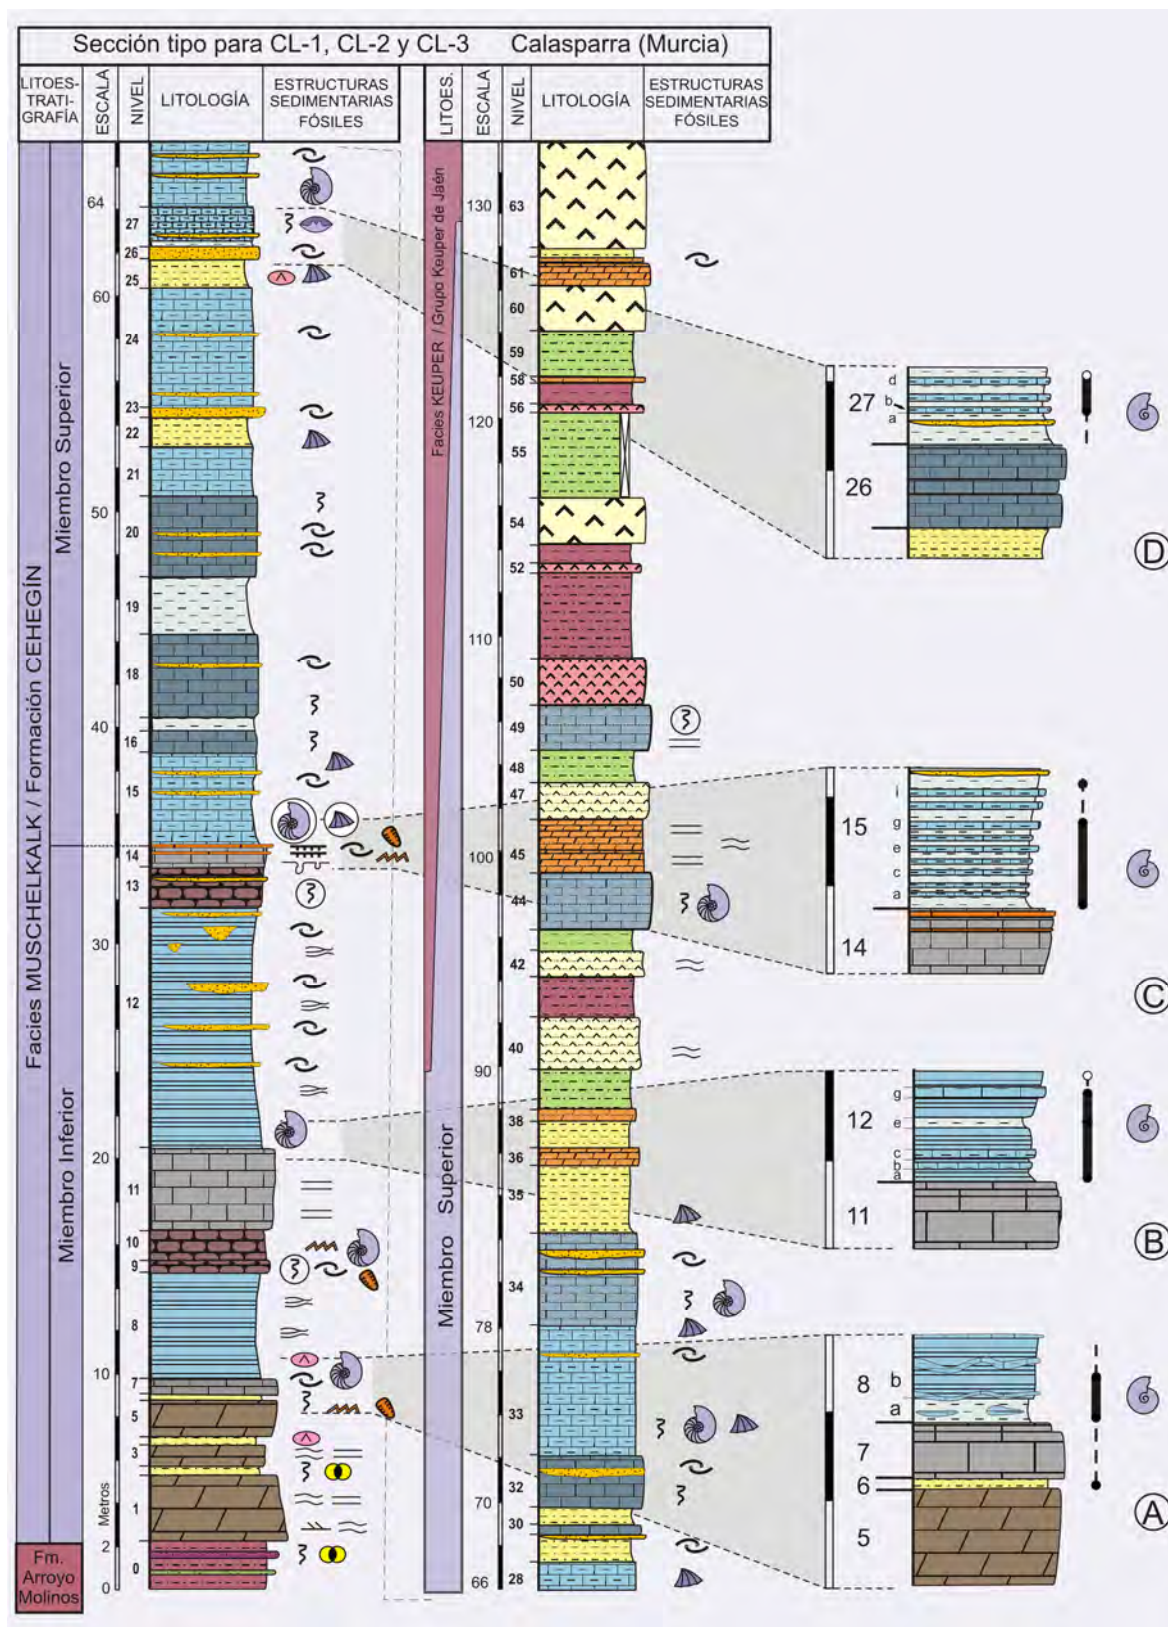 Sección tipo para CL-1, CL-2 y CL-3 Calasparra (Murcia)
LITOES-
TRATI-
GRAFÍA
ESCALA
NIVEL
LITOLOGÍA
ESTRUCTURAS
SEDIMENTARIAS
FÓSILES
LITOES.
ESCALA
NIVEL
LITOLOGÍA
ESTRUCTURAS
SEDIMENTARIAS
FÓSILES
Facies MUSCHELKALK / Formación CEHEGÍN
Miembro Superior
Miembro Inferior
Fm.
Arroyo
Molinos
64
60
50
40
30
20
10
Metros
2
0
27
26
25
24
23
22
21
20
19
18
16
15
14
13
12
11
10
9
8
7
5
3
1
0
Facies KEUPER / Grupo Keuper de Jaén
Miembro Superior
130
120
110
100
90
78
70
66
63
61
60
59
58
56
55
54
52
50
49
48
47
45
44
42
40
38
36
35
34
33
32
30
28
27
d
b
a
26
D
15
i
g
e
c
a
14
C
12
g
e
c
b
a
11
B
8
b
a
7
6
5
A